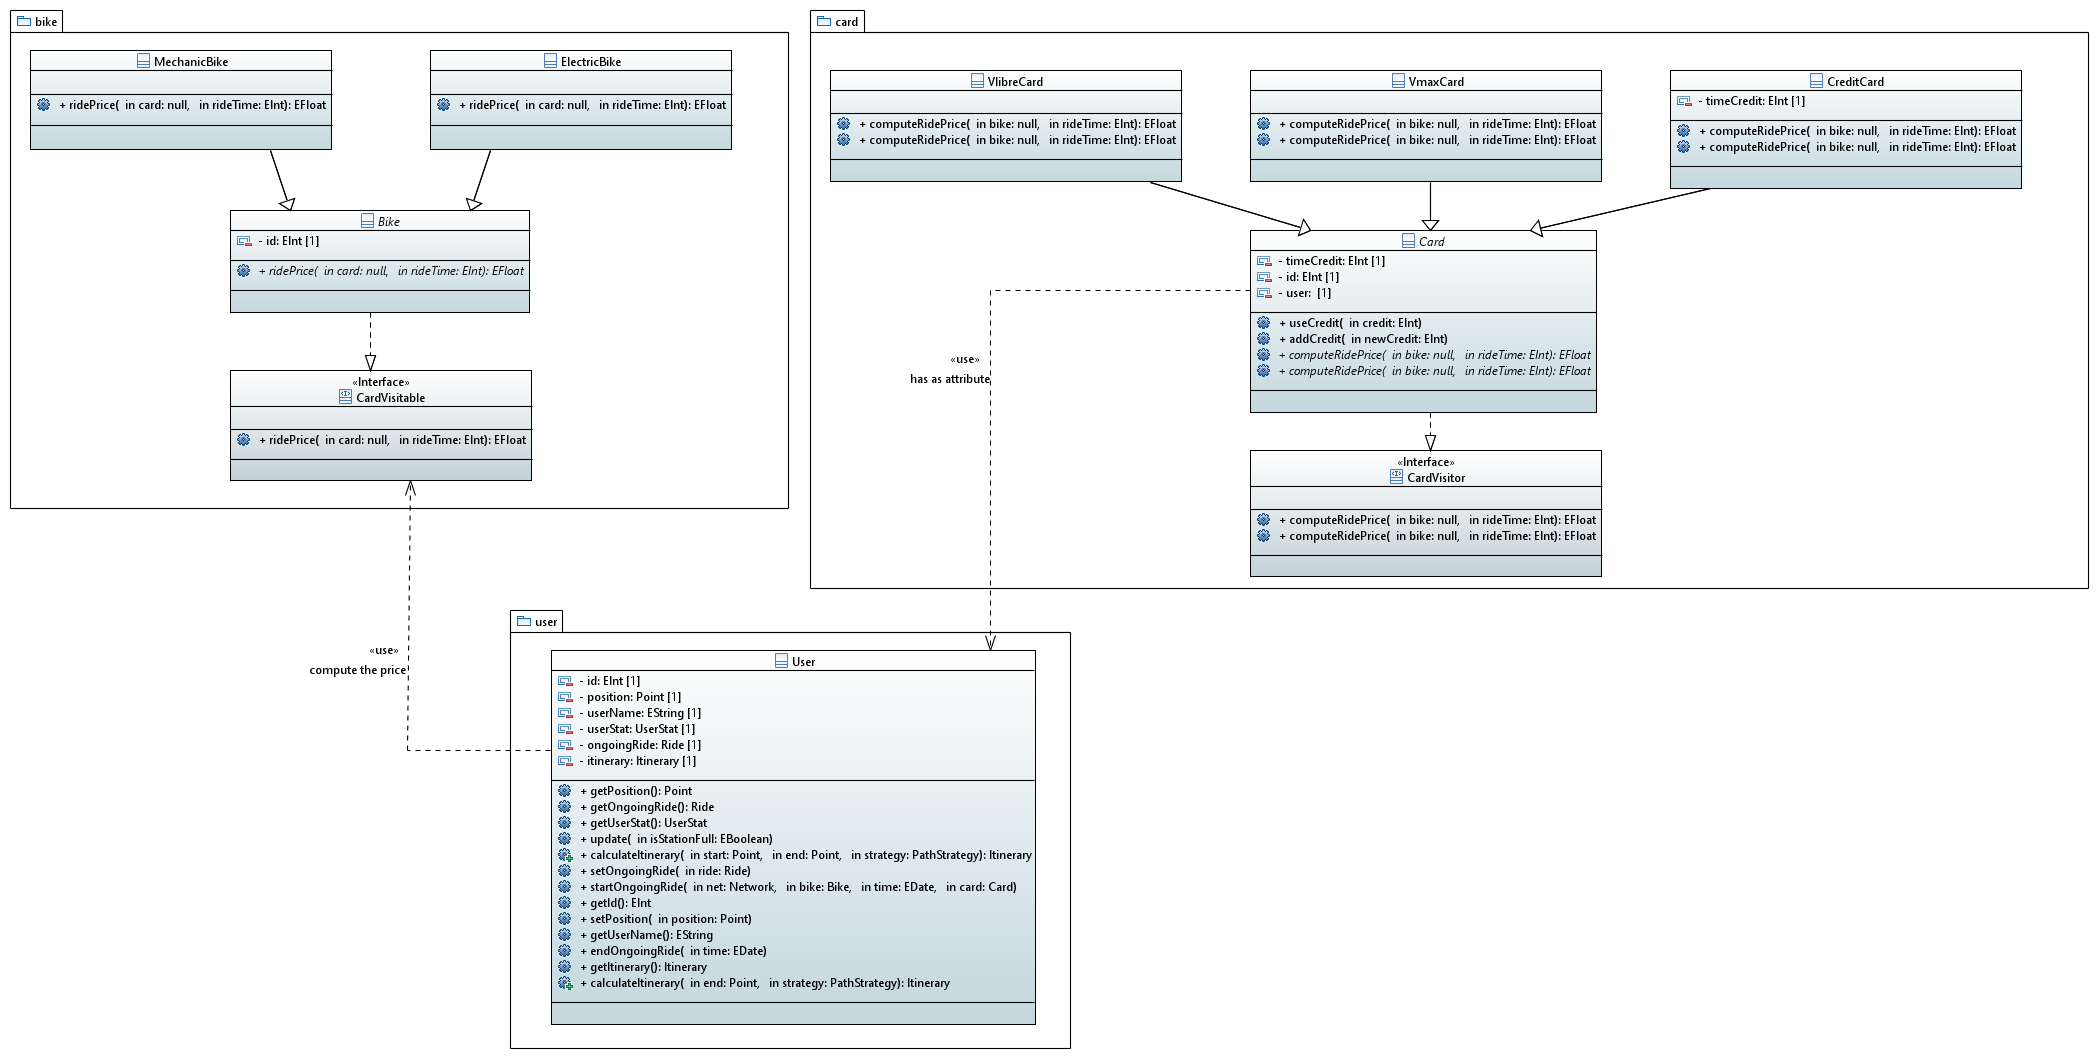 bike
MechanicBike
+ ridePrice( in card: null, in rideTime: EInt): EFloat
ElectricBike
+ ridePrice( in card: null, in rideTime: EInt): EFloat
Bike
- id: EInt [1]
+ ridePrice( in card: null, in rideTime: EInt): EFloat
«Interface»
CardVisitable
+ ridePrice( in card: null, in rideTime: EInt): EFloat
card
VlibreCard
+ computeRidePrice( in bike: null, in rideTime: EInt): EFloat
+ computeRidePrice( in bike: null, in rideTime: EInt): EFloat
VmaxCard
+ computeRidePrice( in bike: null, in rideTime: EInt): EFloat
+ computeRidePrice( in bike: null, in rideTime: EInt): EFloat
CreditCard
- timeCredit: EInt [1]
+ computeRidePrice( in bike: null, in rideTime: EInt): EFloat
+ computeRidePrice( in bike: null, in rideTime: EInt): EFloat
Card
- timeCredit: EInt [1]
- id: EInt [1]
- user: [1]
+ useCredit( in credit: EInt)
+ addCredit( in newCredit: EInt)
+ computeRidePrice( in bike: null, in rideTime: EInt): EFloat
+ computeRidePrice( in bike: null, in rideTime: EInt): EFloat
«use»
has as attribute
«Interface»
CardVisitor
+ computeRidePrice( in bike: null, in rideTime: EInt): EFloat
+ computeRidePrice( in bike: null, in rideTime: EInt): EFloat
«use»
compute the price
user
User
- id: EInt [1]
- position: Point [1]
- userName: EString [1]
- userStat: UserStat [1]
- ongoingRide: Ride [1]
- itinerary: Itinerary [1]
+ getPosition(): Point
+ getOngoingRide(): Ride
+ getUserStat(): UserStat
+ update( in isStationFull: EBoolean)
+ calculateItinerary( in start: Point, in end: Point, in strategy: PathStrategy): Itinerary
+ setOngoingRide( in ride: Ride)
+ startOngoingRide( in net: Network, in bike: Bike, in time: EDate, in card: Card)
+ getId(): EInt
+ setPosition( in position: Point)
+ getUserName(): EString
+ endOngoingRide( in time: EDate)
+ getItinerary(): Itinerary
+ calculateItinerary( in end: Point, in strategy: PathStrategy): Itinerary